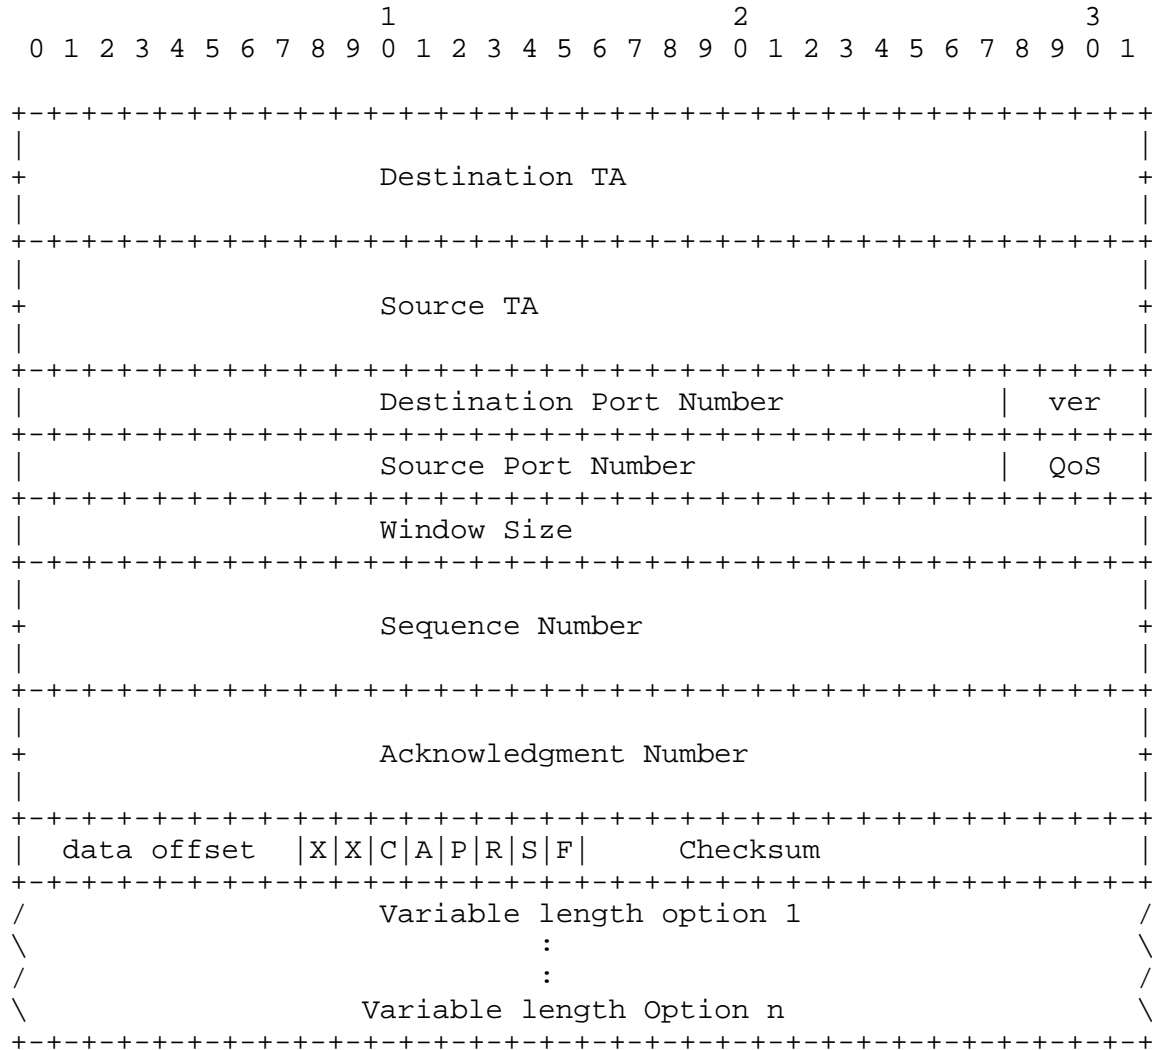 1                   2                   3
 0 1 2 3 4 5 6 7 8 9 0 1 2 3 4 5 6 7 8 9 0 1 2 3 4 5 6 7 8 9 0 1

+-+-+-+-+-+-+-+-+-+-+-+-+-+-+-+-+-+-+-+-+-+-+-+-+-+-+-+-+-+-+-+-+
|                                                               |
+                    Destination TA                             +
|                                                               |
+-+-+-+-+-+-+-+-+-+-+-+-+-+-+-+-+-+-+-+-+-+-+-+-+-+-+-+-+-+-+-+-+
|                                                               |
+                    Source TA                                  +
|                                                               |
+-+-+-+-+-+-+-+-+-+-+-+-+-+-+-+-+-+-+-+-+-+-+-+-+-+-+-+-+-+-+-+-+
|                    Destination Port Number            |  ver  |
+-+-+-+-+-+-+-+-+-+-+-+-+-+-+-+-+-+-+-+-+-+-+-+-+-+-+-+-+-+-+-+-+
|                    Source Port Number                 |  QoS  |
+-+-+-+-+-+-+-+-+-+-+-+-+-+-+-+-+-+-+-+-+-+-+-+-+-+-+-+-+-+-+-+-+
|                    Window Size                                |
+-+-+-+-+-+-+-+-+-+-+-+-+-+-+-+-+-+-+-+-+-+-+-+-+-+-+-+-+-+-+-+-+
|                                                               |
+                    Sequence Number                            +
|                                                               |
+-+-+-+-+-+-+-+-+-+-+-+-+-+-+-+-+-+-+-+-+-+-+-+-+-+-+-+-+-+-+-+-+
|                                                               |
+                    Acknowledgment Number                      +
|                                                               |
+-+-+-+-+-+-+-+-+-+-+-+-+-+-+-+-+-+-+-+-+-+-+-+-+-+-+-+-+-+-+-+-+
|  data offset  |X|X|C|A|P|R|S|F|     Checksum                  |
+-+-+-+-+-+-+-+-+-+-+-+-+-+-+-+-+-+-+-+-+-+-+-+-+-+-+-+-+-+-+-+-+
/                    Variable length option 1                   /
\                             :                                 \
/                             :                                 /
\                   Variable length Option n                    \
+-+-+-+-+-+-+-+-+-+-+-+-+-+-+-+-+-+-+-+-+-+-+-+-+-+-+-+-+-+-+-+-+